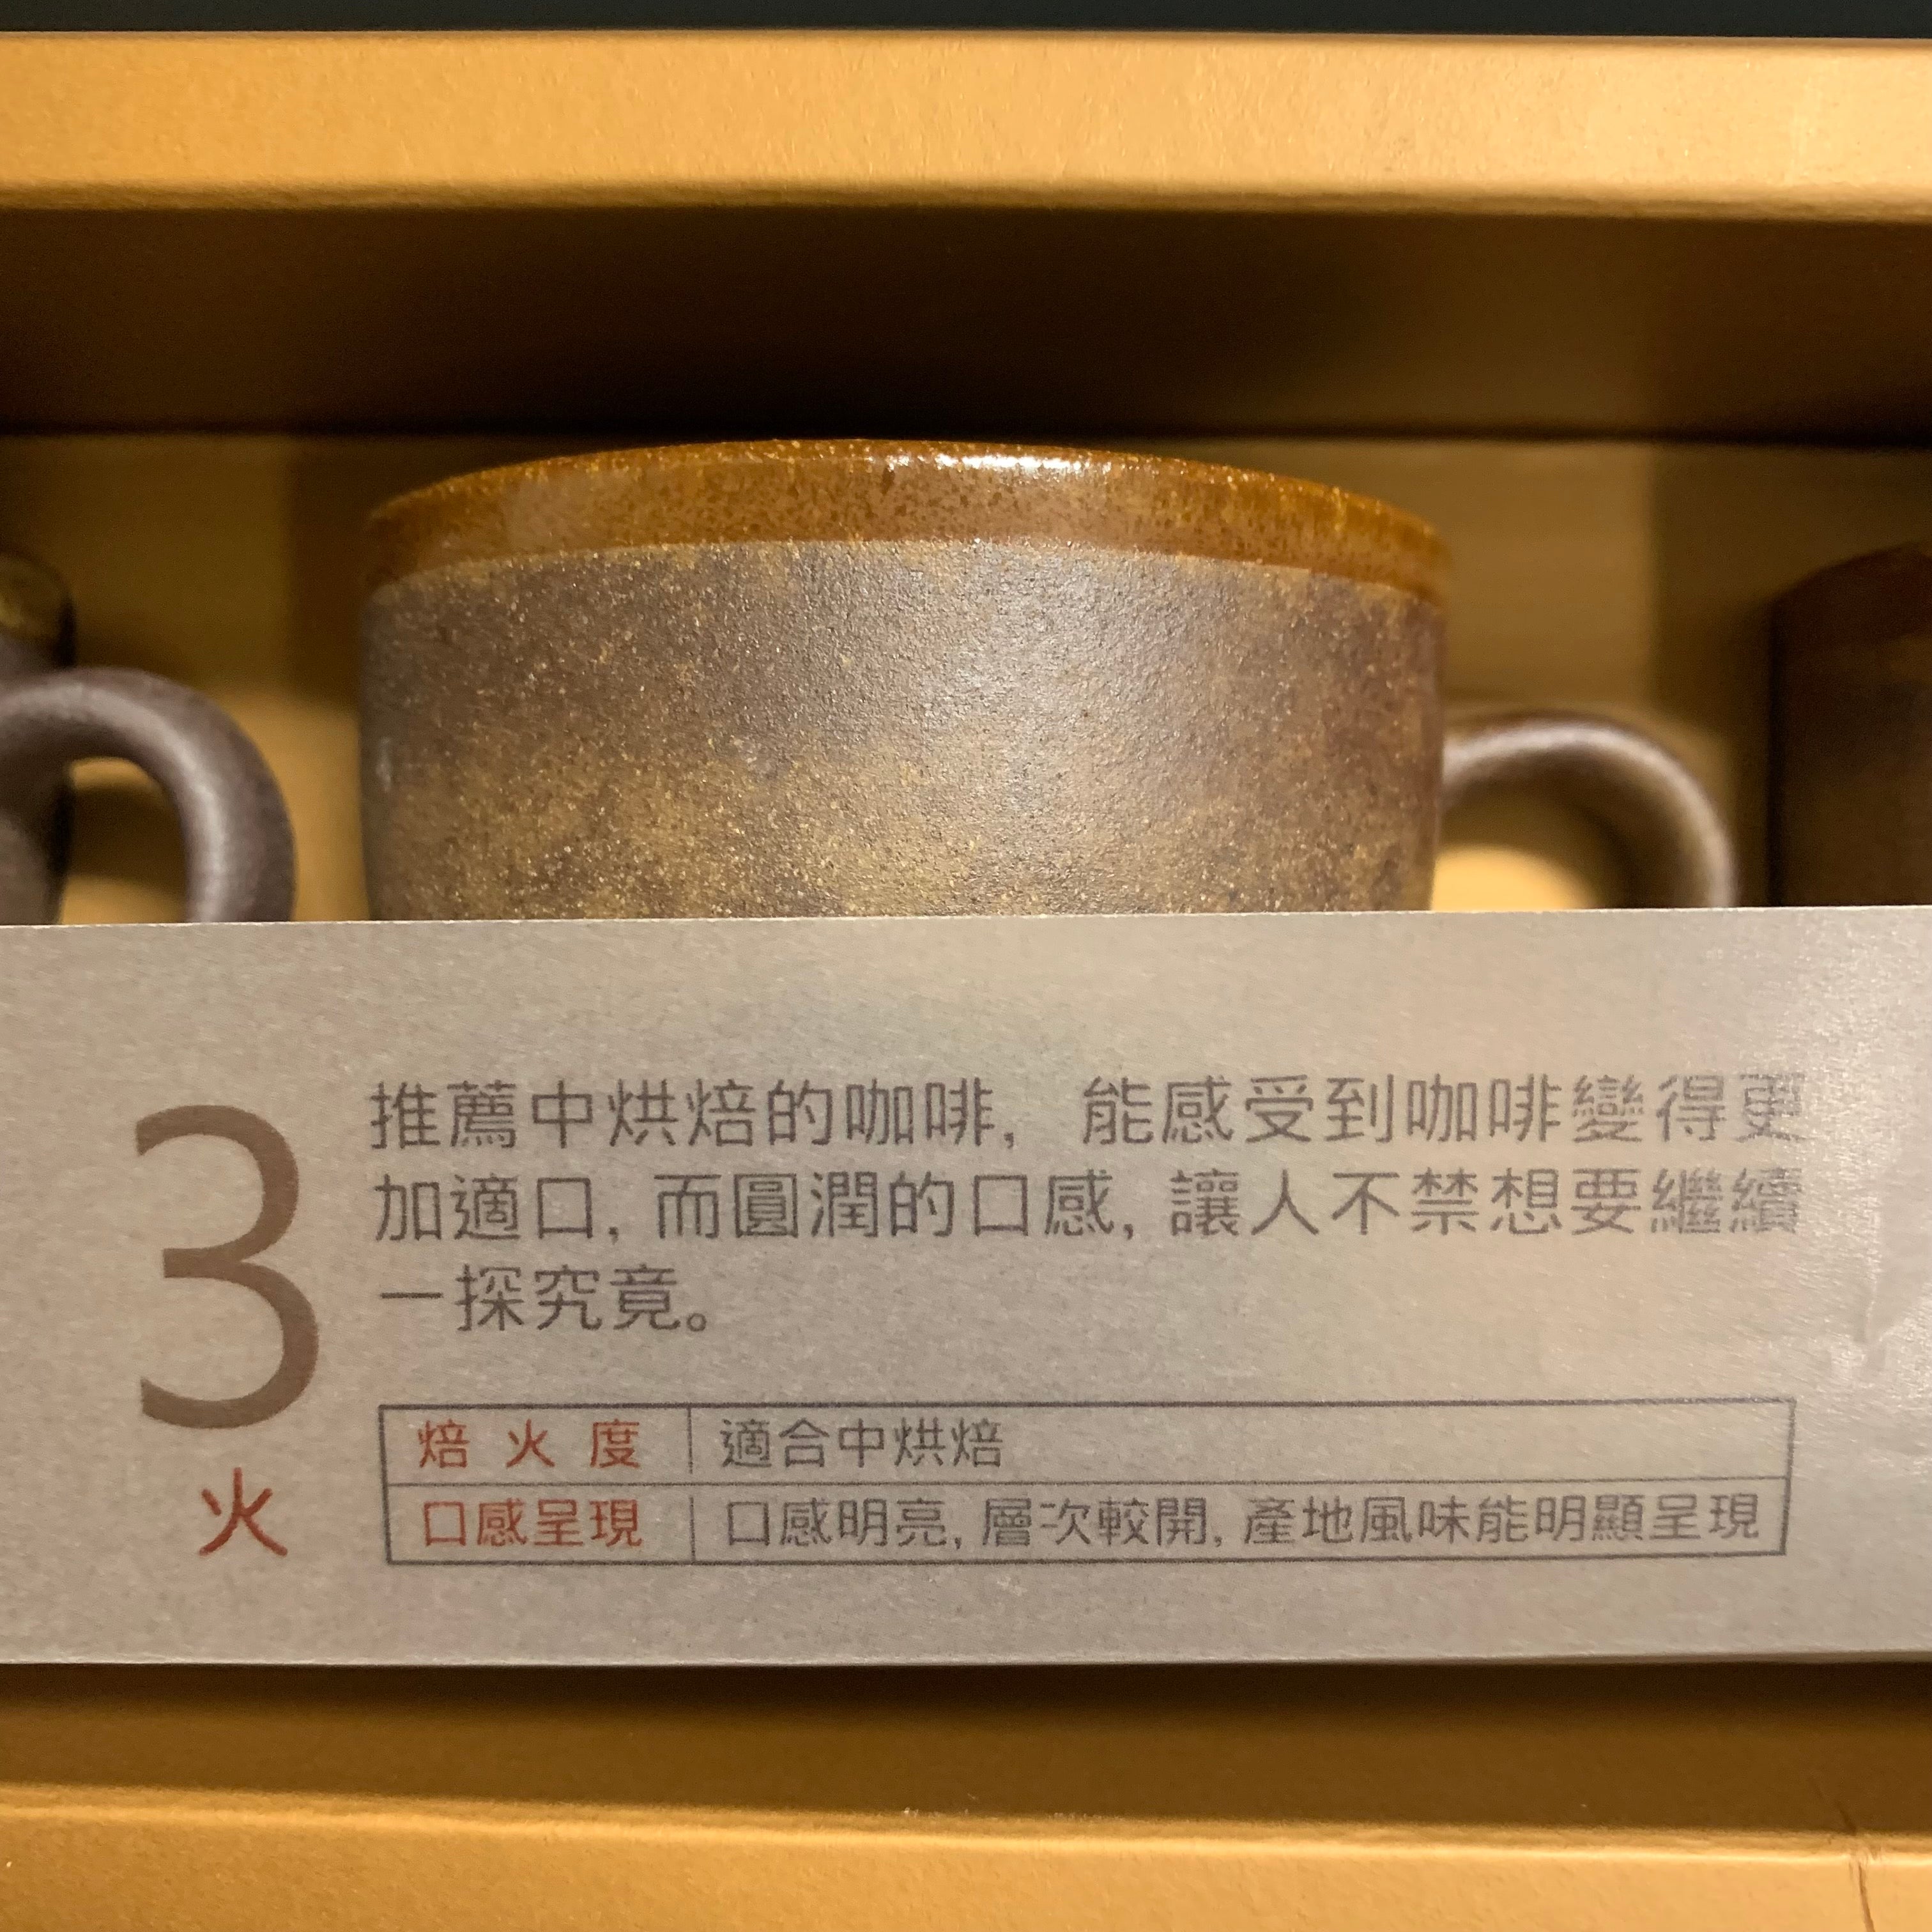 3
火
推薦中烘焙的咖啡, 能感受到咖啡變得更
加適口, 而圓潤的口感, 讓人不禁想要繼續
一探究竟。
焙火度 適合中烘焙
口感呈現 口感明亮, 層次較開, 產地風味能明顯呈現